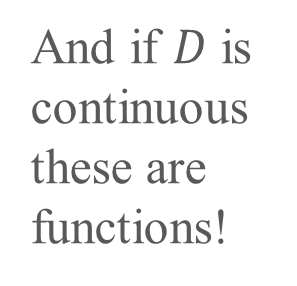 And if D is
continuous
these are
functions!